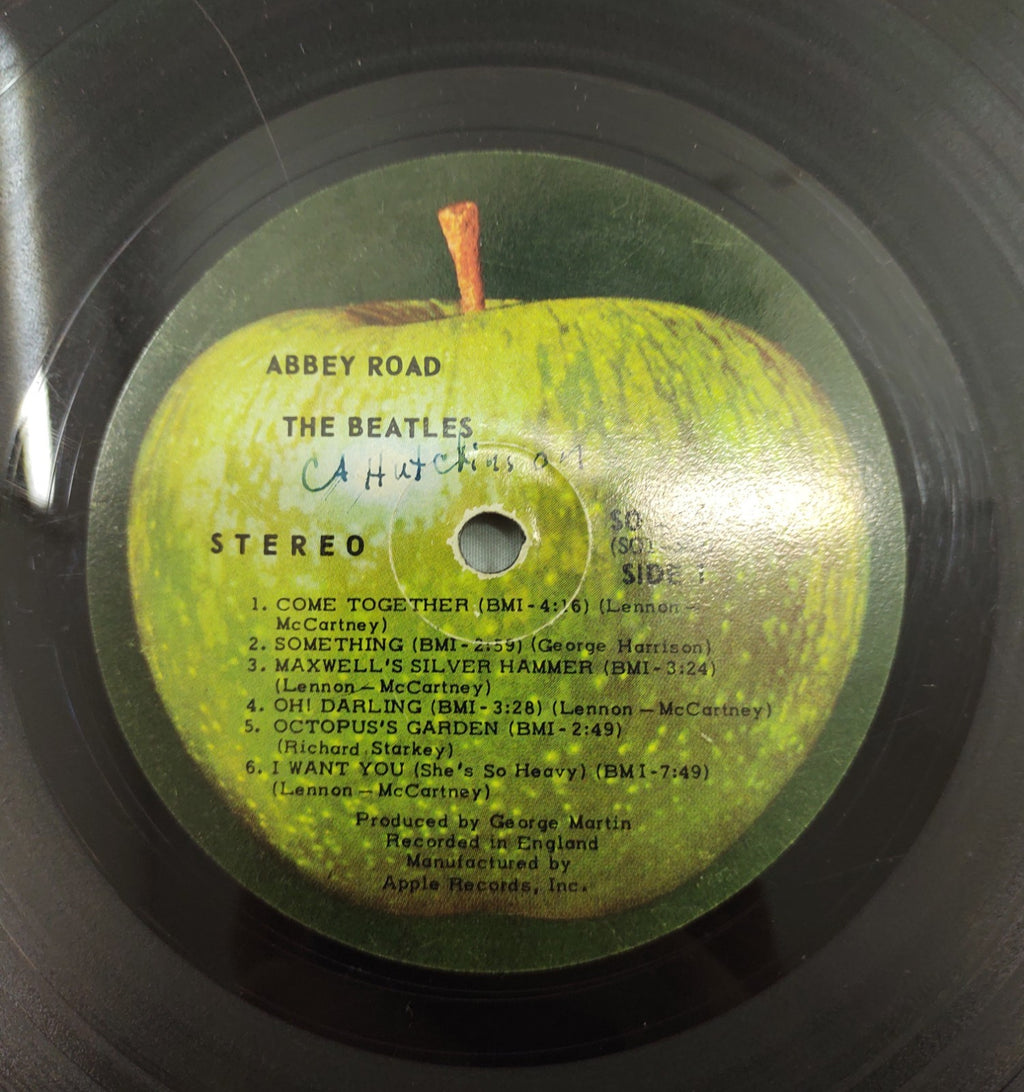 ABBEY ROAD
THE BEATLES
CA Hutchinson
STEREO
SIDE 1
1. COME TOGETHER (BMI-4:16) (Lennon—
McCartney)
2. SOMETHING (BMI-2:59) (George Harrison)
3. MAXWELL'S SILVER HAMMER (BMI-3:24)
(Lennon—McCartney)
4. OH! DARLING (BMI-3:28) (Lennon—McCartney)
5. OCTOPUS'S GARDEN (BMI-2:49)
(Richard Starkey)
6. I WANT YOU (She's So Heavy) (BMI-7:49)
(Lennon—McCartney)
Produced by George Martin
Recorded in England
Manufactured by
Apple Records, Inc.